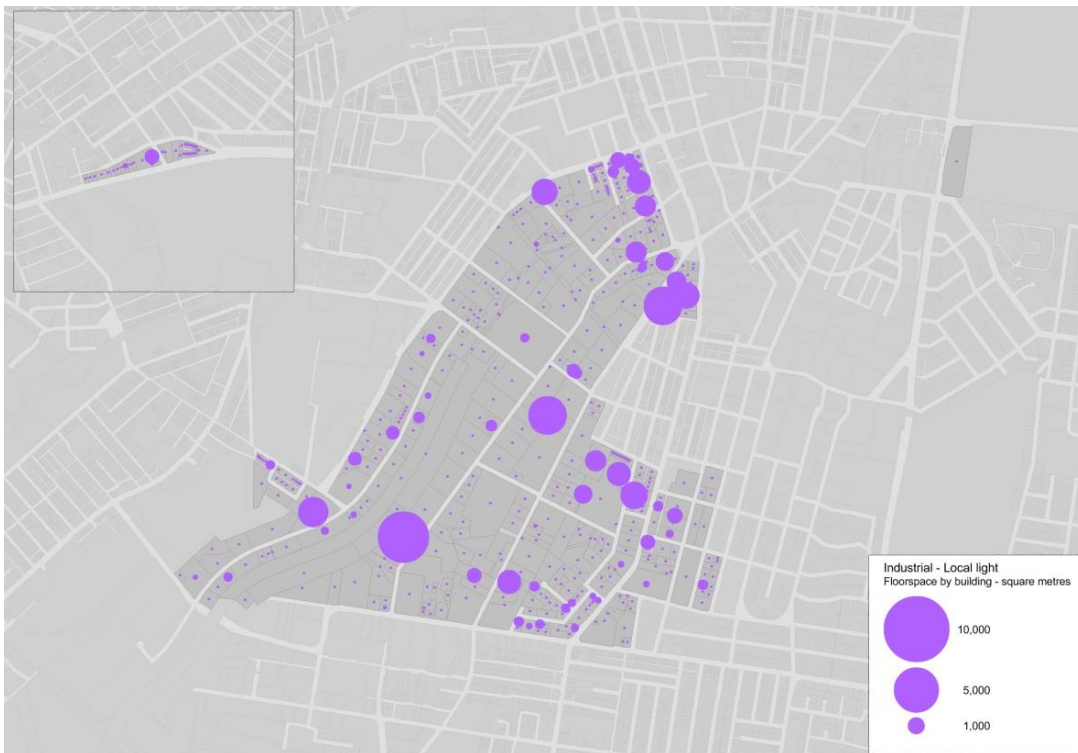 Industrial - Local light
Floorspace by building - square metres
10,000
5,000
1,000